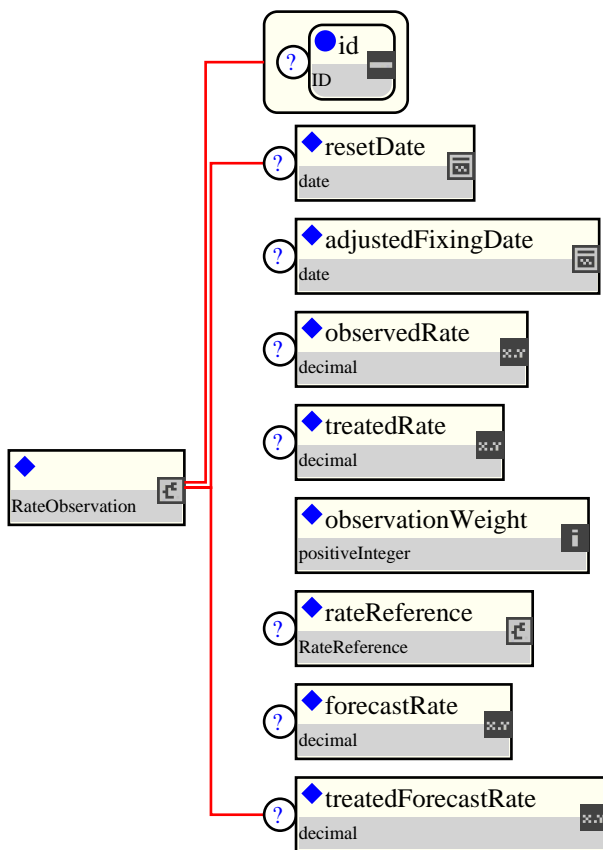 ? id
ID
? resetDate
date
? adjustedFixingDate
date
? observedRate
x.Y
decimal
? treatedRate
x.Y
decimal
RateObservation
observationWeight
i
positiveInteger
? rateReference
RateReference
? forecastRate
x.Y
decimal
? treatedForecastRate
x.Y
decimal